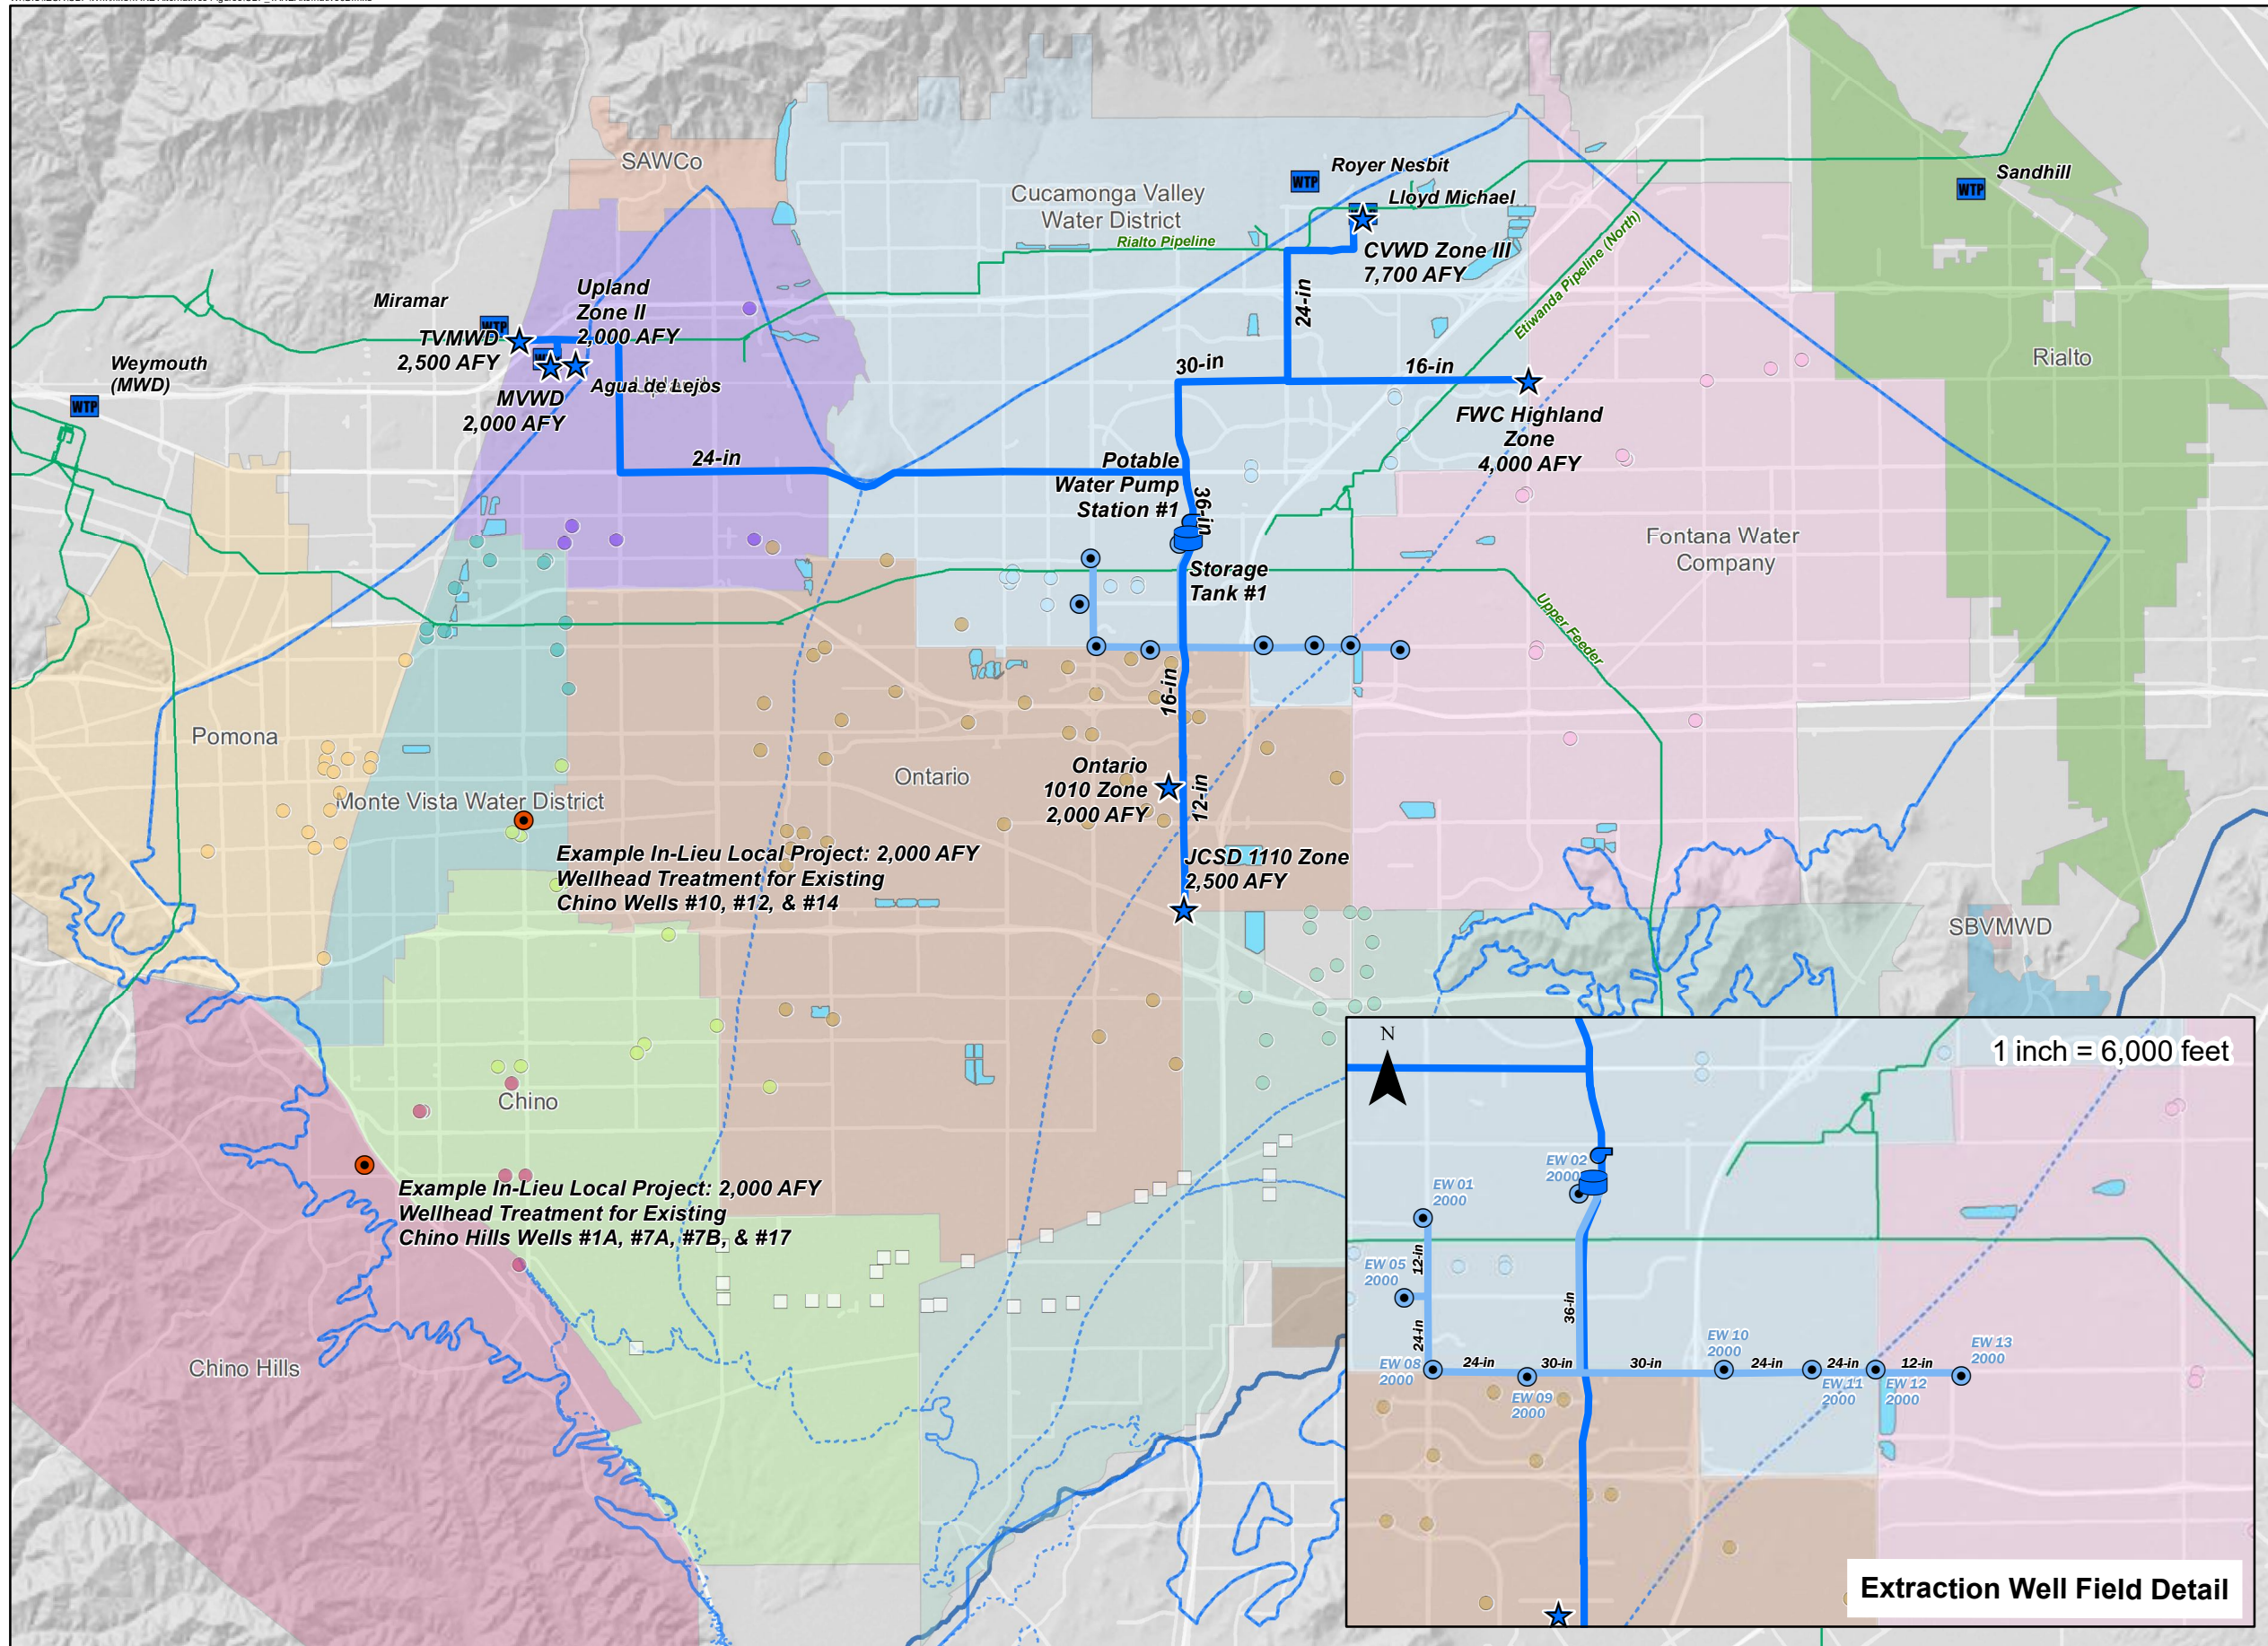 SAWCo
Cucamonga Valley
Water District
Royer Nesbit
WTP
Lloyd Michael
Sandhill
WTP
Rialto Pipeline
CVWD Zone III
7,700 AFY
Etiwanda Pipeline (North)
24-in
Miramar
WTP
TVMWD
2,500 AFY
Upland
Zone II
2,000 AFY
Weymouth
(MWD)
WTP
Agua de Lejos
MVWD
2,000 AFY
30-in
16-in
FWC Highland
Zone
4,000 AFY
Rialto
24-in
Potable
Water Pump
Station #1
36-in
Storage
Tank #1
Fontana Water
Company
Upper Feeder
16-in
Pomona
Monte Vista Water District
Ontario
Ontario
1010 Zone
2,000 AFY
12-in
JCSD 1110 Zone
2,500 AFY
Example In-Lieu Local Project: 2,000 AFY
Wellhead Treatment for Existing
Chino Wells #10, #12, & #14
SBVMWD
Chino
Example In-Lieu Local Project: 2,000 AFY
Wellhead Treatment for Existing
Chino Hills Wells #1A, #7A, #7B, & #17
Chino Hills
N
1 inch = 6,000 feet
EW 02
2000
EW 01
2000
EW 05
2000
12-in
24-in
36-in
EW 08
2000
24-in
30-in
EW 09
2000
30-in
EW 10
2000
24-in
EW 11
2000
24-in
EW 12
2000
12-in
EW 13
2000
Extraction Well Field Detail